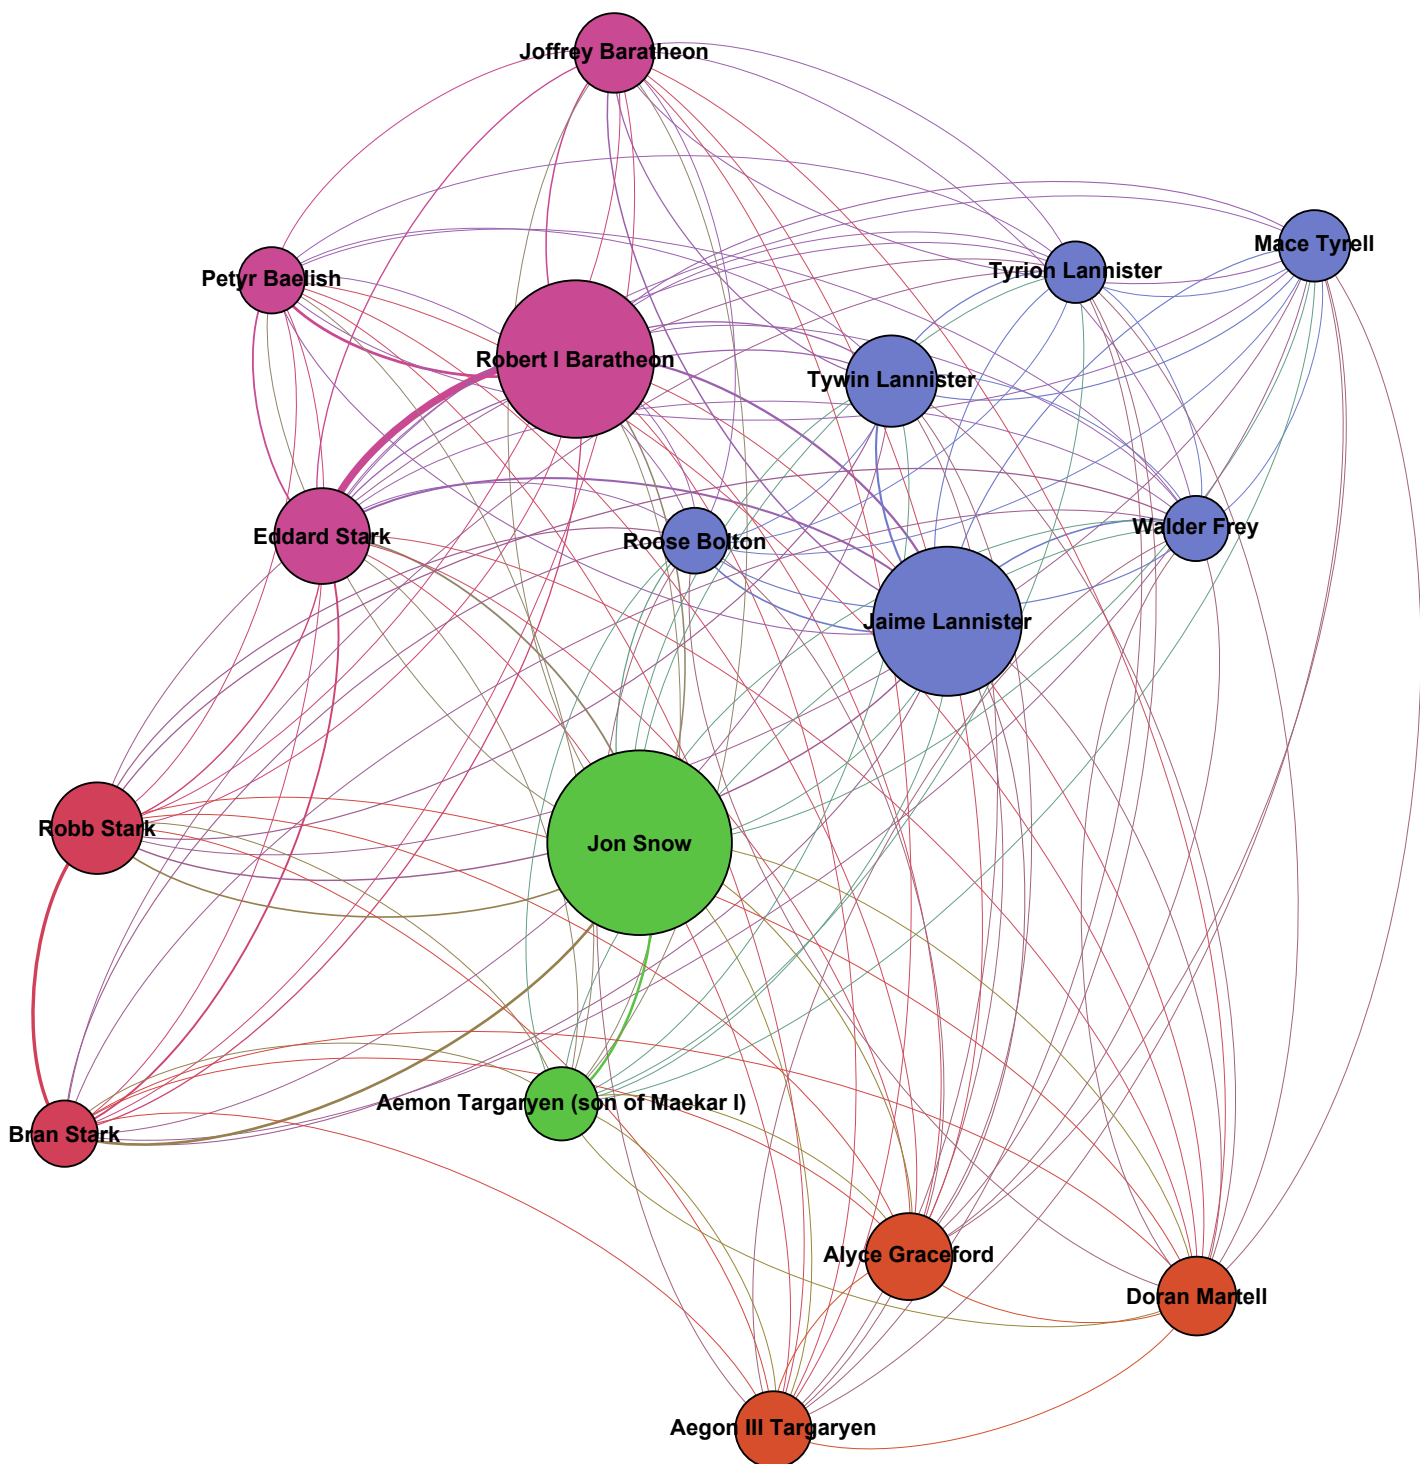 Joffrey Baratheon
Mace Tyrell
Tyrion Lannister
Petyr Baelish
Robert I Baratheon
Tywin Lannister
Walder Frey
Eddard Stark
Roose Bolton
Jaime Lannister
Robb Stark
Jon Snow
Aemon Targaryen (son of Maekar I)
Bran Stark
Alyce Graceford
Doran Martell
Aegon III Targaryen